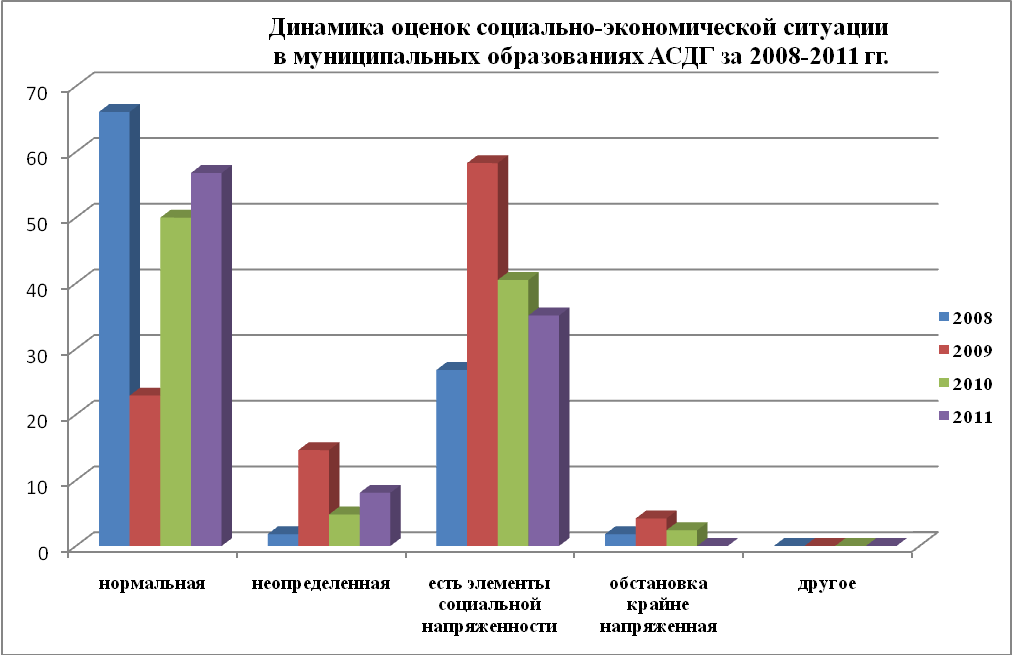 Динамика оценок социально-экономической ситуации
в муниципальных образованиях АСДГ за 2008-2011 гг.
70
60
50
40
30
20
10
0
нормальная
неопределенная
есть элементы
социальной
напряженности
обстановка
крайне
напряженная
другое
2008
2009
2010
2011